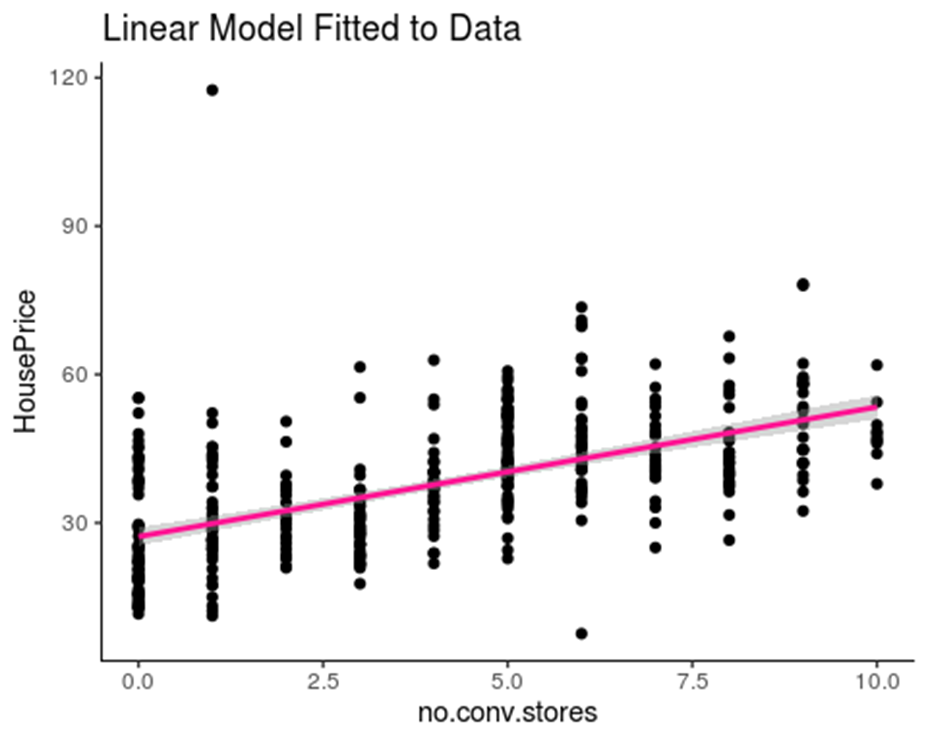 Linear Model Fitted to Data
HousePrice
120
90
60
30
0.0 2.5 5.0 7.5 10.0
no.conv.stores